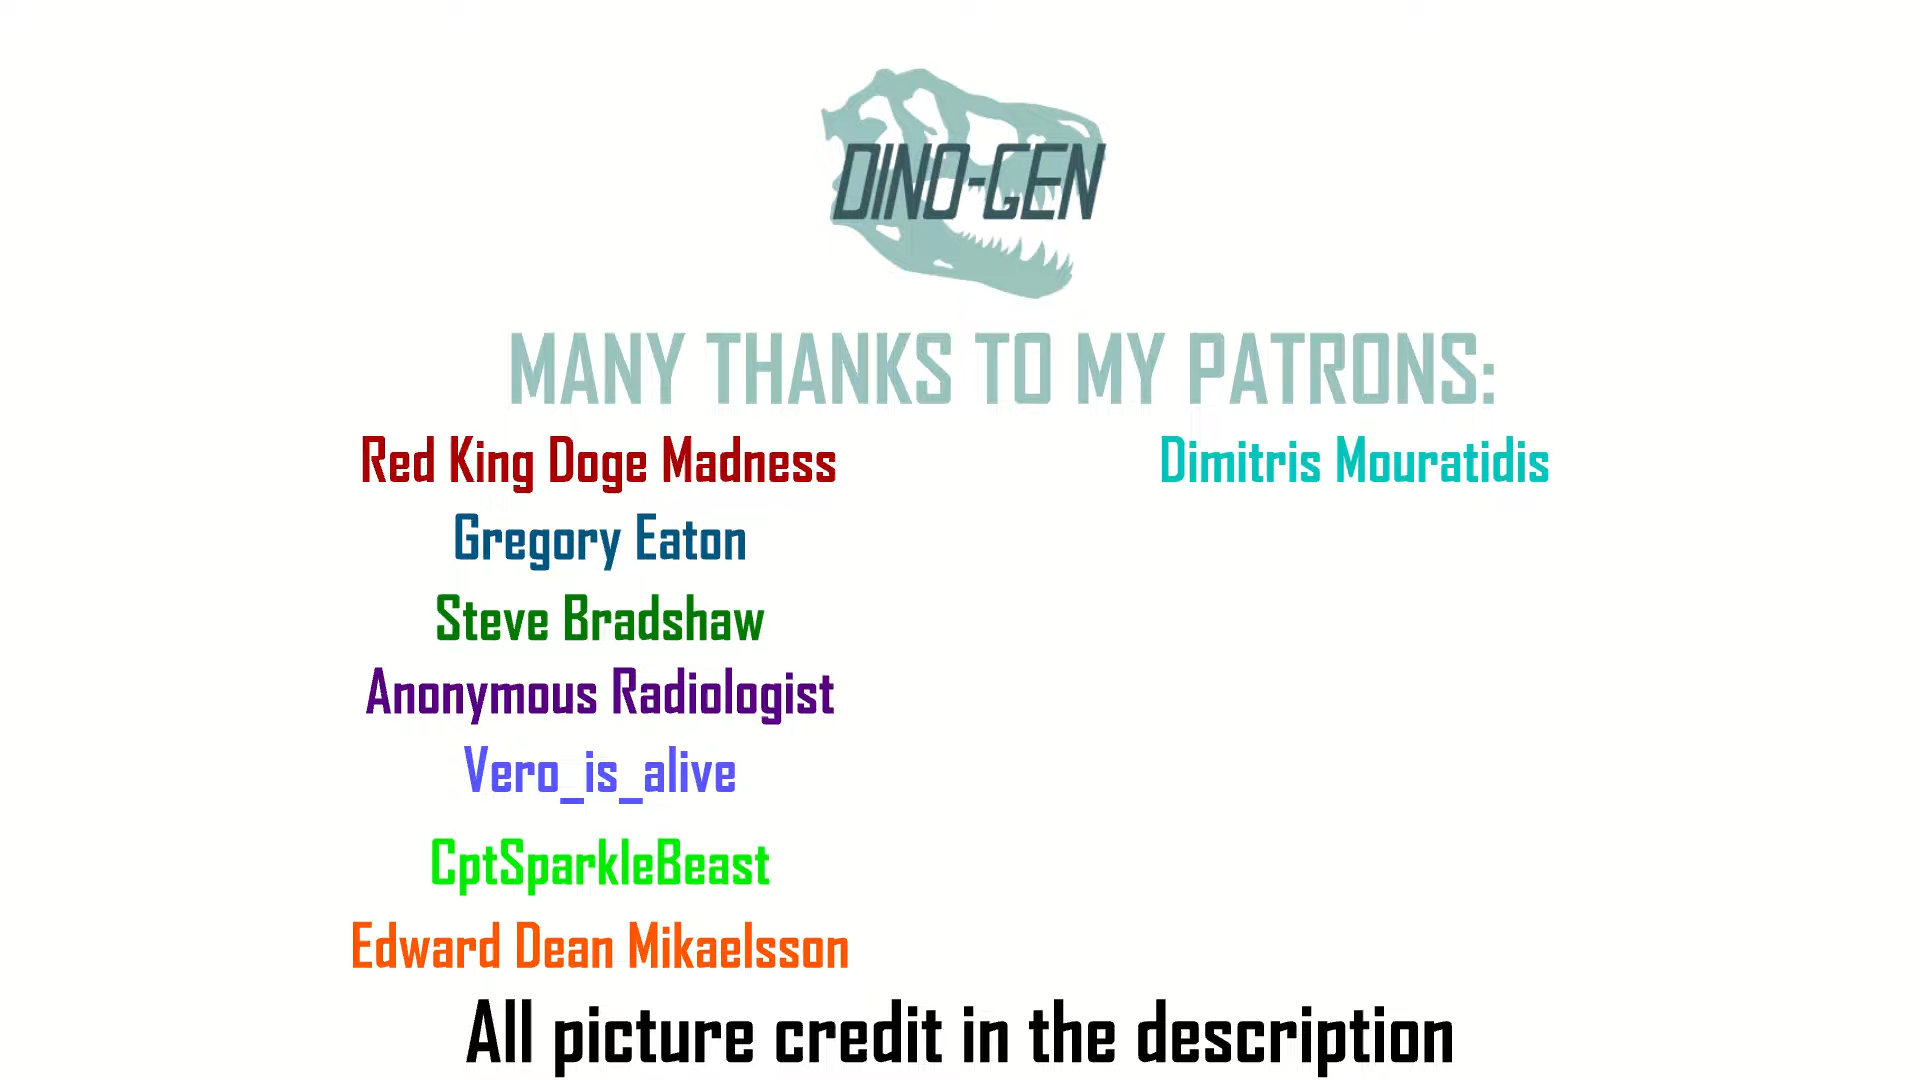 DINO-GEN
MANY THANKS TO MY PATRONS:
Red King Doge Madness
Gregory Eaton
Steve Bradshaw
Anonymous Radiologist
Vero_is_alive
CptSparkleBeast
Edward Dean Mikaelsson
Dimitris Mouratidis
All picture credit in the description